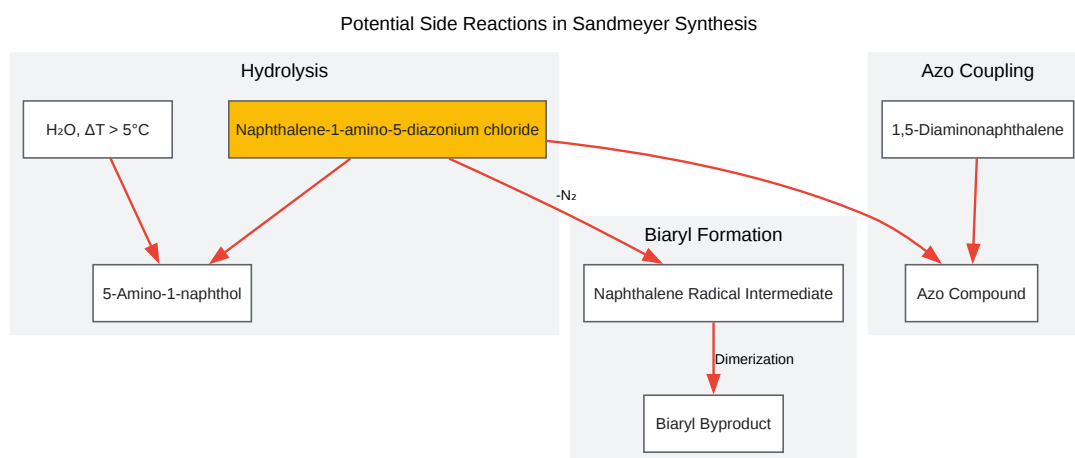 Potential Side Reactions in Sandmeyer Synthesis
Hydrolysis
Azo Coupling
H₂O, ΔT > 5°C
Naphthalene-1-amino-5-diazonium chloride
1,5-Diaminonaphthalene
-N₂
Biaryl Formation
5-Amino-1-naphthol
Naphthalene Radical Intermediate
Azo Compound
Dimerization
Biaryl Byproduct